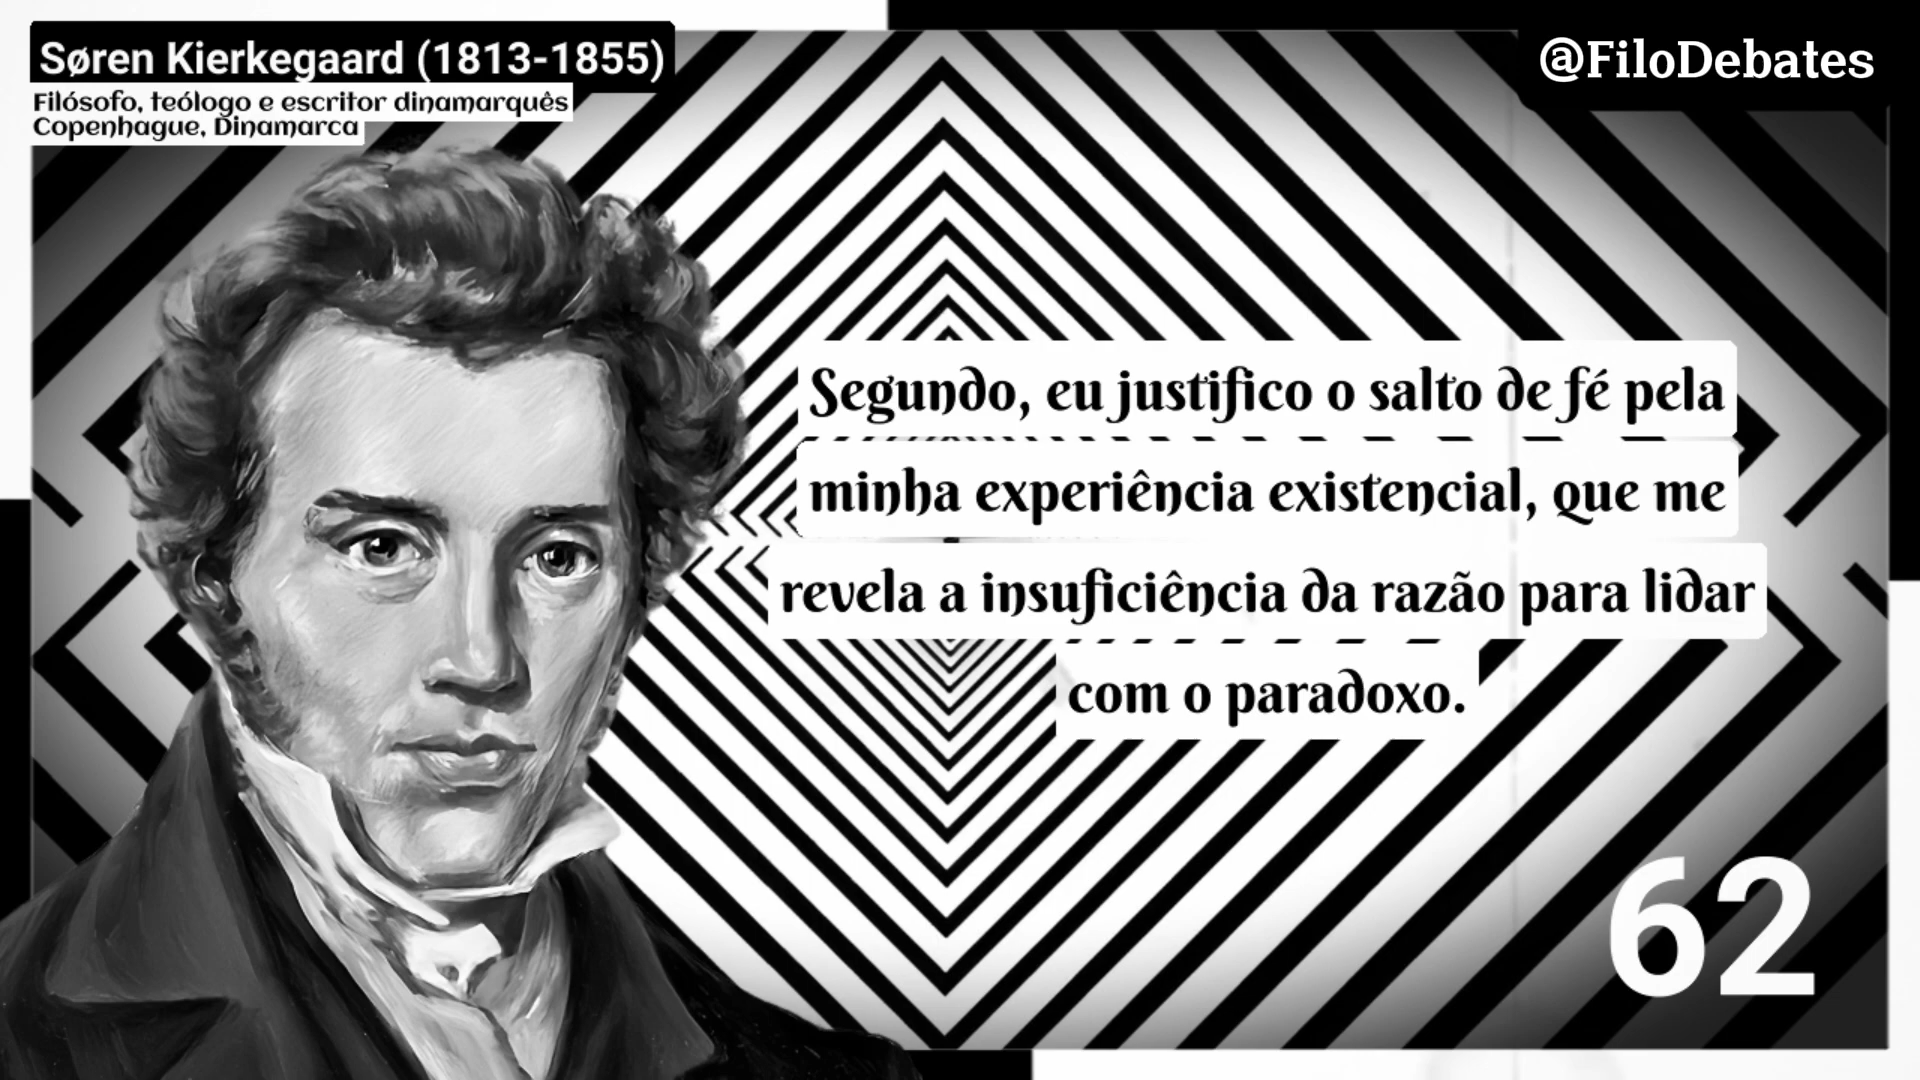 Søren Kierkegaard (1813-1855)
@FiloDebates
Filósofo, teólogo e escritor dinamarquês
Copenhague, Dinamarca
Segundo, eu justifico o salto de fé pela
minha experiência existencial, que me
revela a insuficiência da razão para lidar
com o paradoxo.
62